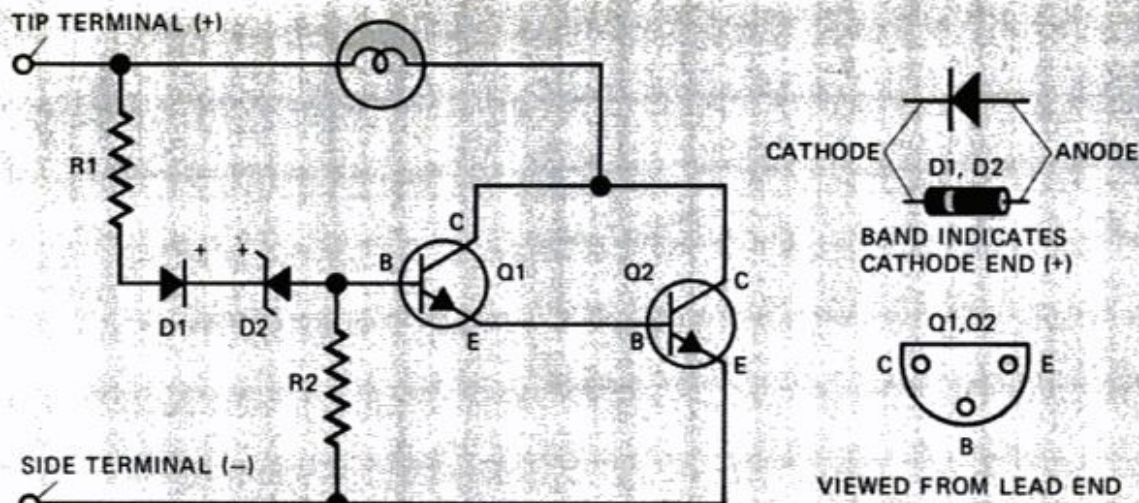 TIP TERMINAL (+)
R1
+
+
D1
D2
B
C
Q1
E
Q2
C
B
E
R2
SIDE TERMINAL (−)
CATHODE
ANODE
D1, D2
BAND INDICATES
CATHODE END (+)
Q1,Q2
C
E
B
VIEWED FROM LEAD END